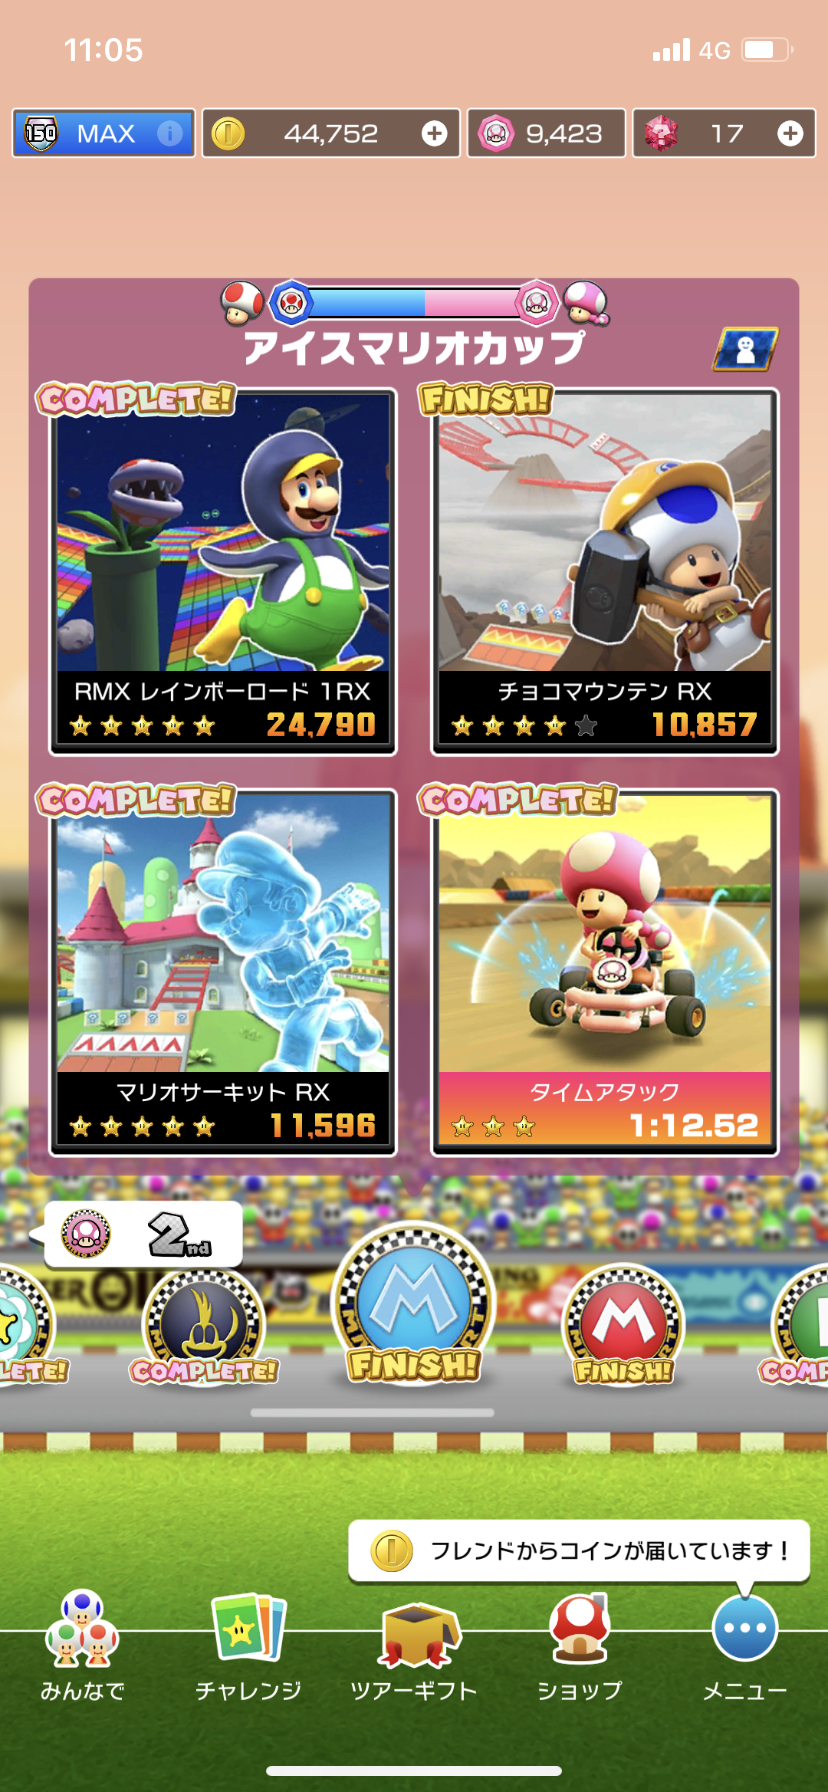 11:05 4G
150 MAX i 44,752 9,423 17
アイスマリオカップ
COMPLETE!
RMX レインボーロード 1RX
24,790
FINISH!
チョコマウンテン RX
10,857
COMPLETE!
マリオサーキット RX
11,596
COMPLETE!
タイムアタック
1:12.52
2nd
LETE!
COMPLETE!
M
FINISH!
M
FINISH!
COMP
フレンドからコインが届いています！
みんなで
チャレンジ
ツアーギフト
ショップ
メニュー